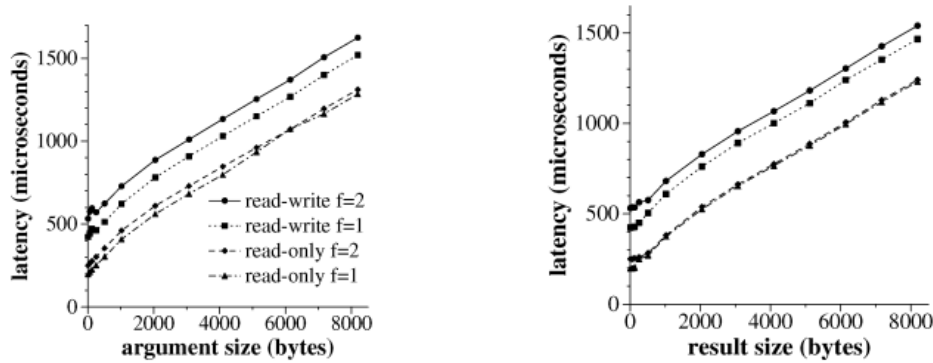 latency (microseconds)
1500
1000
500
0
read-write f=2
read-write f=1
read-only f=2
read-only f=1
0 2000 4000 6000 8000
argument size (bytes)
latency (microseconds)
1500
1000
500
0
0 2000 4000 6000 8000
result size (bytes)